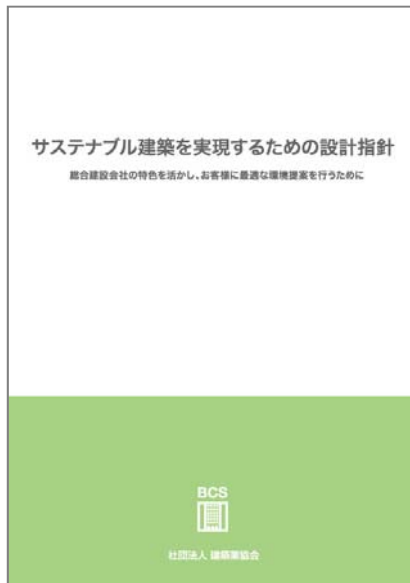 サステナブル建築を実現するための設計指針
総合建設会社の特色を活かし、お客様に最適な環境提案を行うために
BCS
社団法人 建築業協会